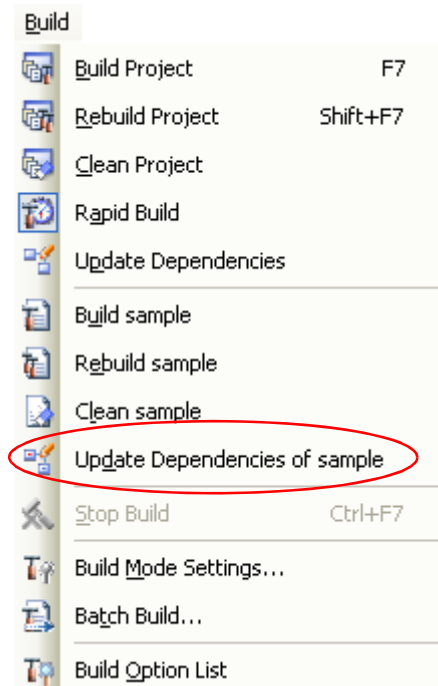 Build
Build Project F7
Rebuild Project Shift+F7
Clean Project
Rapid Build
Update Dependencies
Build sample
Rebuild sample
Clean sample
Update Dependencies of sample
Stop Build Ctrl+F7
Build Mode Settings...
Batch Build...
Build Option List